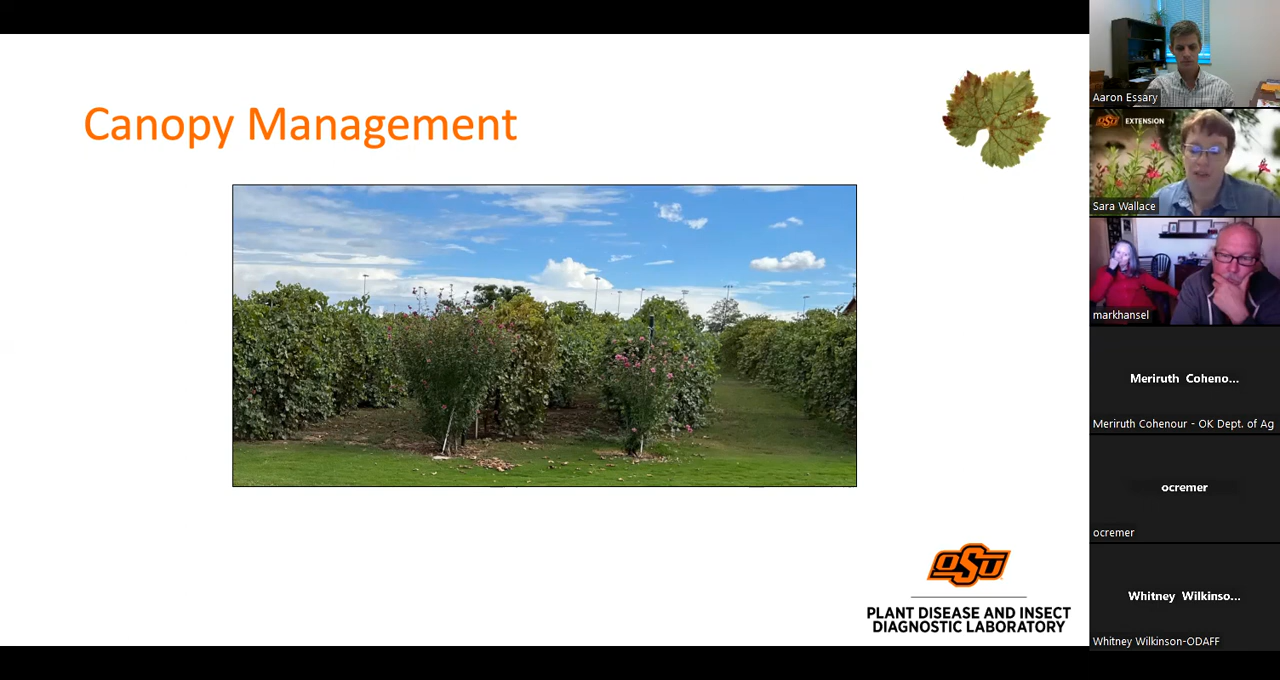 Canopy Management
OSU
PLANT DISEASE AND INSECT
DIAGNOSTIC LABORATORY
Aaron Essary
OSU EXTENSION
Sara Wallace
markhansel
Meriruth Coheno...
Meriruth Cohenour - OK Dept. of Ag
ocremer
ocremer
Whitney Wilkinso...
Whitney Wilkinson-ODAFF